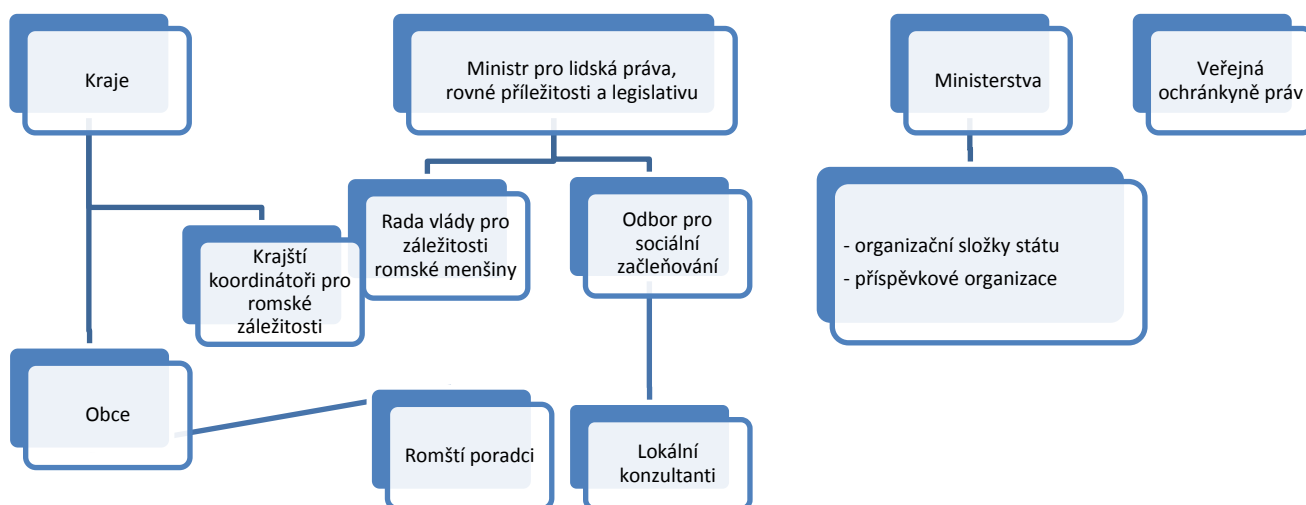 Kraje
Ministr pro lidská práva,
rovné příležitosti a legislativu
Ministerstva
Veřejná
ochránkyně práv
Krajští
koordinátoři pro
romské
záležitosti
Rada vlády pro
záležitosti
romské menšiny
Odbor pro
sociální
začleňování
- organizační složky státu
- příspěvkové organizace
Obce
Romští poradci
Lokální
konzultanti